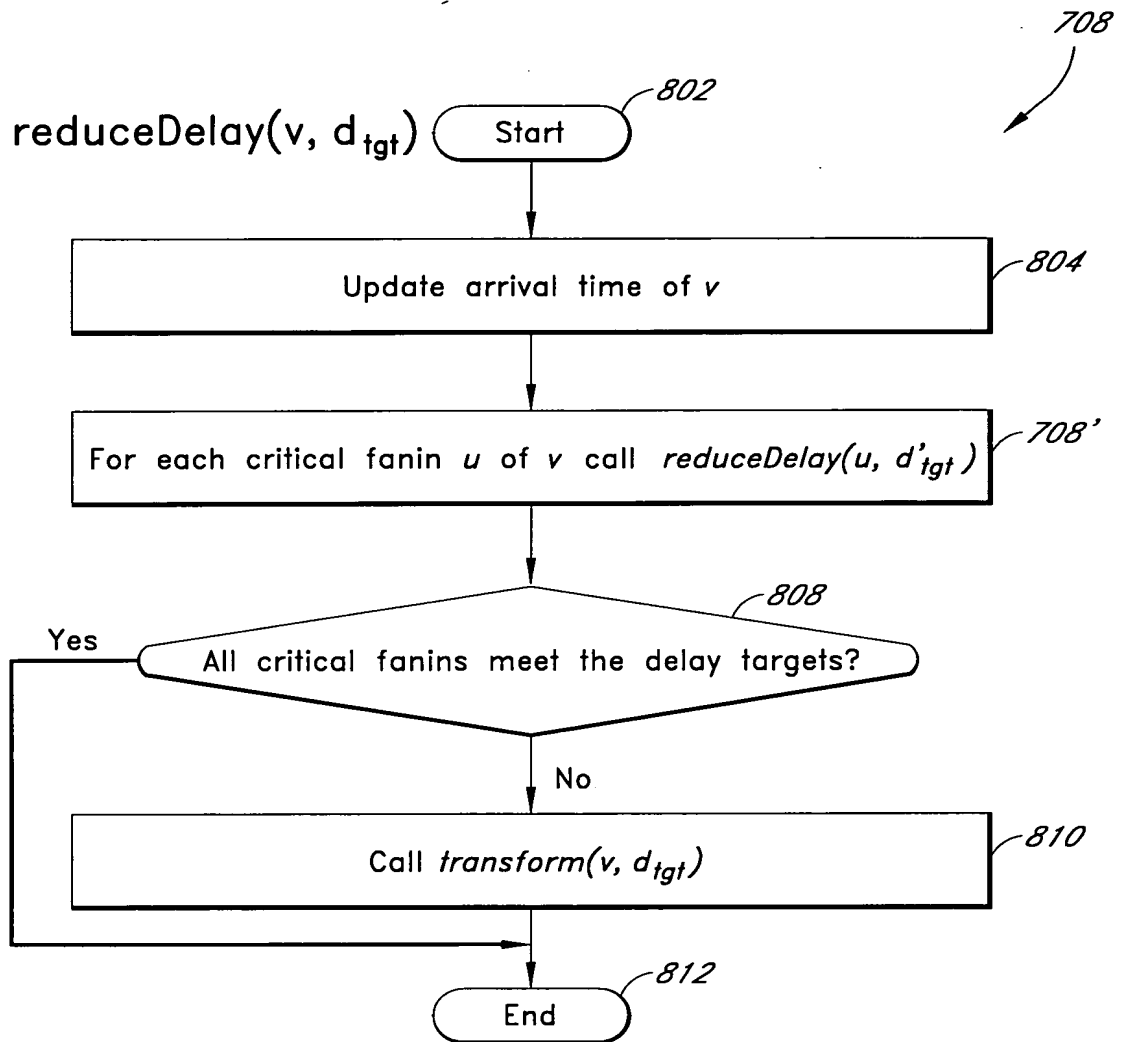 708
802
reduceDelay(v, d_tgt)
Start
804
Update arrival time of v
708'
For each critical fanin u of v call reduceDelay(u, d'_tgt)
808
Yes
All critical fanins meet the delay targets?
No
810
Call transform(v, d_tgt)
812
End